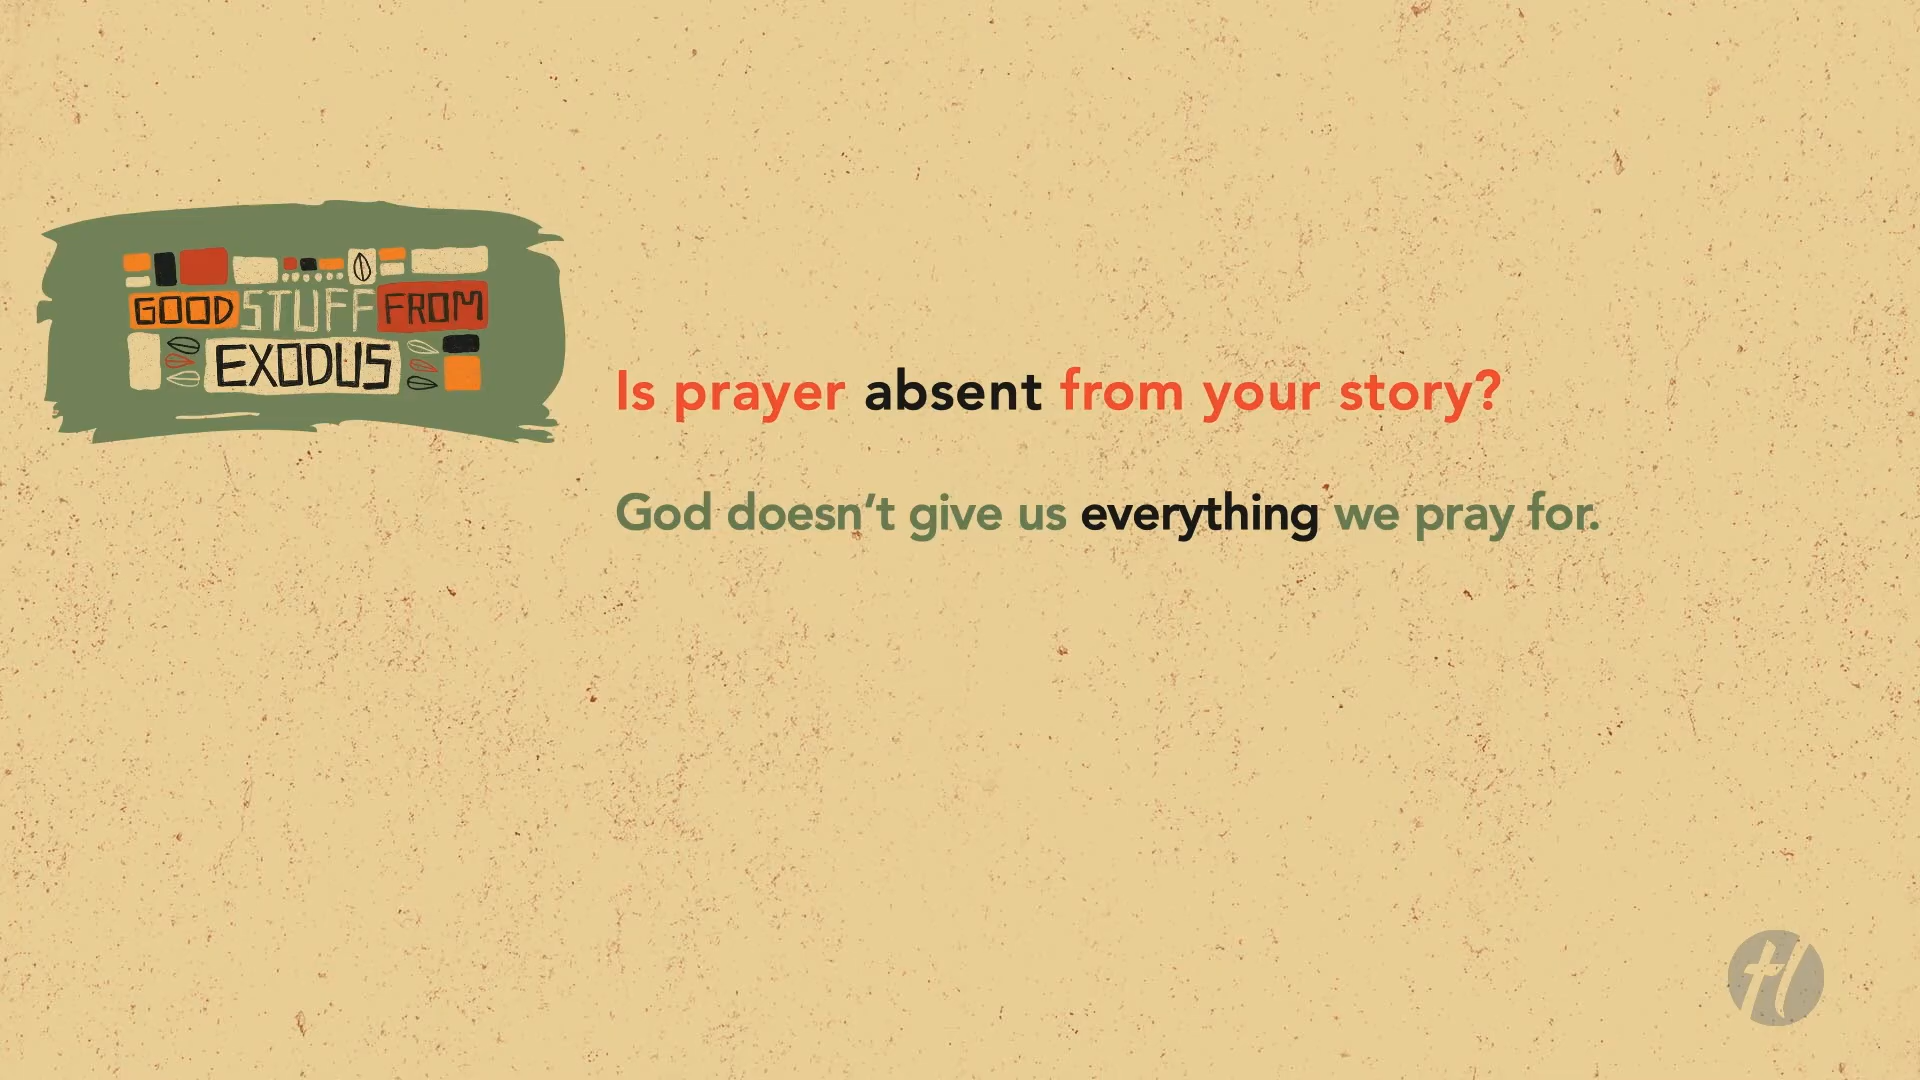 GOOD STUFF FROM
EXODUS
Is prayer absent from your story?
God doesn't give us everything we pray for.